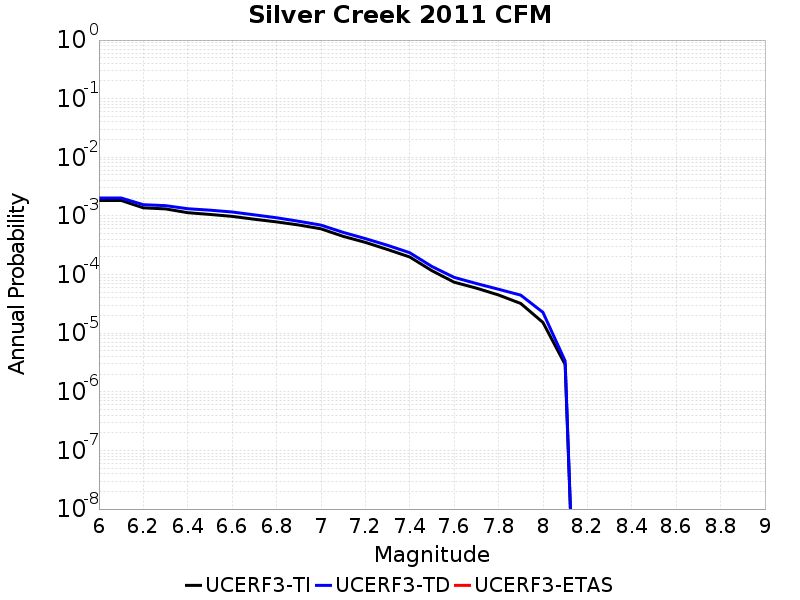 Silver Creek 2011 CFM
Annual Probability
10^0
10^-1
10^-2
10^-3
10^-4
10^-5
10^-6
10^-7
10^-8
6 6.2 6.4 6.6 6.8 7 7.2 7.4 7.6 7.8 8 8.2 8.4 8.6 8.8 9
Magnitude
UCERF3-TI UCERF3-TD UCERF3-ETAS